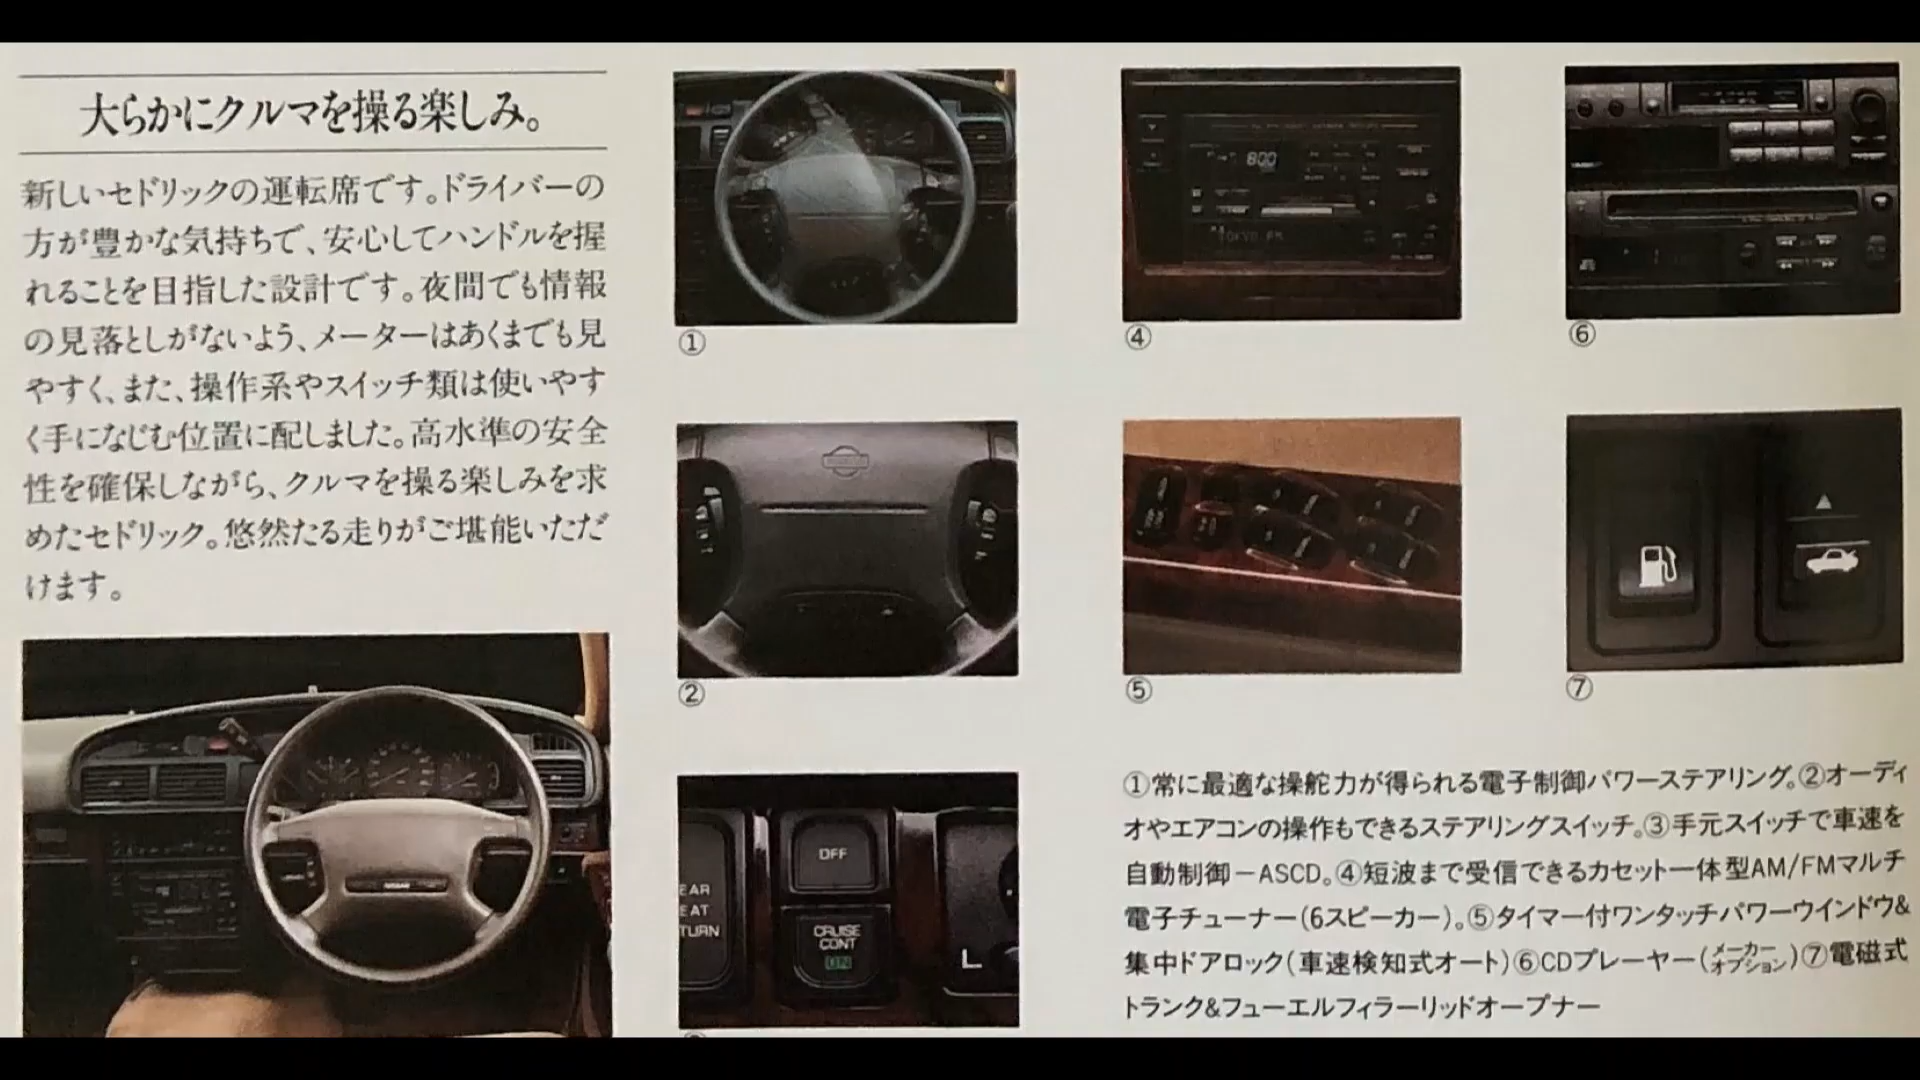 大らかにクルマを操る楽しみ。
新しいセドリックの運転席です。ドライバーの
方が豊かな気持ちで、安心してハンドルを握
れることを目指した設計です。夜間でも情報
の見落としがないよう、メーターはあくまでも見
やすく、また、操作系やスイッチ類は使いやす
く手になじむ位置に配しました。高水準の安全
性を確保しながら、クルマを操る楽しみを求
めたセドリック。悠然たる走りがご堪能いただ
けます。
①
②
OFF
EAR
EAT
TURN
CRUISE
CONT
ON
L
800
TOKYO FM
④
⑤
⑥
⑦
①常に最適な操舵力が得られる電子制御パワーステアリング。②オーディ
オやエアコンの操作もできるステアリングスイッチ。③手元スイッチで車速を
自動制御−ASCD。④短波まで受信できるカセット一体型AM/FMマルチ
電子チューナー(6スピーカー)。⑤タイマー付ワンタッチパワーウインドウ&
集中ドアロック(車速検知式オート)⑥CDプレーヤー(メーカーオプション)⑦電磁式
トランク&フューエルフィラーリッドオープナー